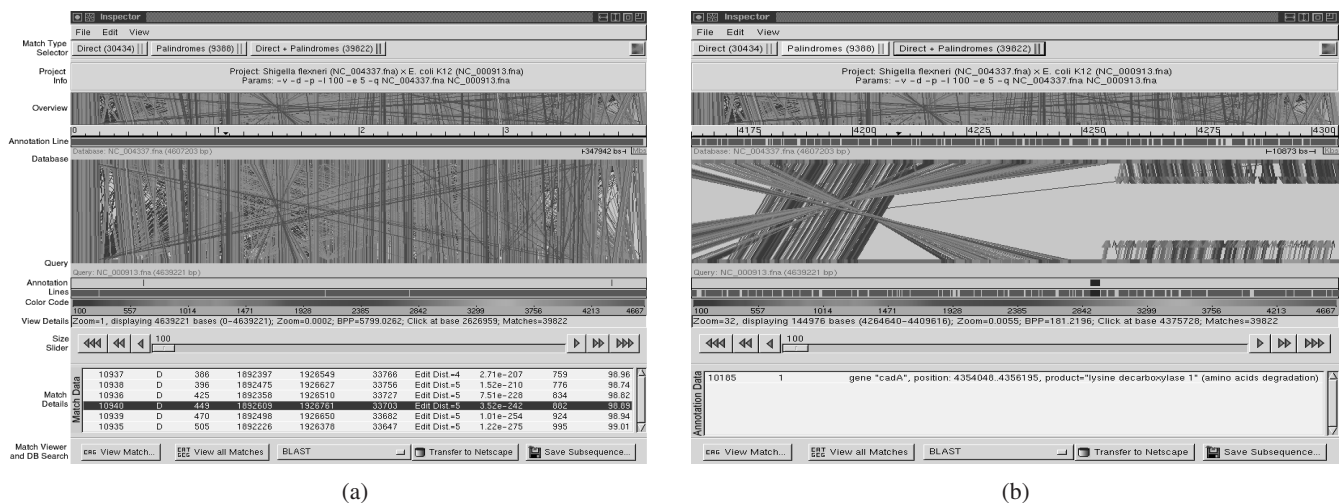 Inspector
File Edit View
Match Type Selector
Direct (30434) Palindromes (9388) Direct + Palindromes (39822)
Project Info
Project: Shigella flexneri (NC_004337.fna) x E. coli K12 (NC_000913.fna)
Params: -v -d -p -l 100 -e 5 -q NC_004337.fna NC_000913.fna
Overview
0 1 2 3
Annotation Line
Database
Database: NC_004337.fna (4607203 bp) 347942 bs Mbs
Query
Query: NC_000913.fna (4639221 bp)
Annotation Lines
Color Code
100 557 1014 1471 1928 2842 3299 3756 4213 4667
View Details
Zoom=1, displaying 4639221 bases (0-4639221); Zoom=0.0002; BPP=5799.0262; Click at base 2626959; Matches=39822
Size Slider
100
Match Details
Match Data
10937 D 386 1892397 1926549 33766 Edit Dist.=4 2.71e-207 759 98.96
10938 D 396 1892475 1926627 33756 Edit Dist.=5 1.52e-210 776 98.74
10936 D 425 1892358 1926510 33727 Edit Dist.=5 7.51e-228 834 98.82
10940 D 449 1892609 1926761 33703 Edit Dist.=5 3.52e-242 882 98.89
10939 D 470 1892498 1926650 33682 Edit Dist.=5 1.01e-254 924 98.94
10935 D 505 1892226 1926378 33647 Edit Dist.=5 1.22e-275 995 99.01
Match Viewer and DB Search
View Match... View all Matches BLAST Transfer to Netscape Save Subsequence...
(a)
Inspector
File Edit View
Direct (30434) Palindromes (9388) Direct + Palindromes (39822)
Project: Shigella flexneri (NC_004337.fna) x E. coli K12 (NC_000913.fna)
Params: -v -d -p -l 100 -e 5 -q NC_004337.fna NC_000913.fna
4175 4200 4225 4250 4275 4300
Database: NC_004337.fna (4607203 bp) 10873 bs
Query: NC_000913.fna (4639221 bp)
100 557 1014 1471 1928 2842 3299 3756 4213 4667
Zoom=32, displaying 144976 bases (4264640-4409616); Zoom=0.0055; BPP=181.2196; Click at base 4375728; Matches=39822
100
Annotation Data
10185 1 gene "cadA", position: 4354048..4356195, product="lysine decarboxylase 1" (amino acids degradation)
View Match... View all Matches BLAST Transfer to Netscape Save Subsequence...
(b)